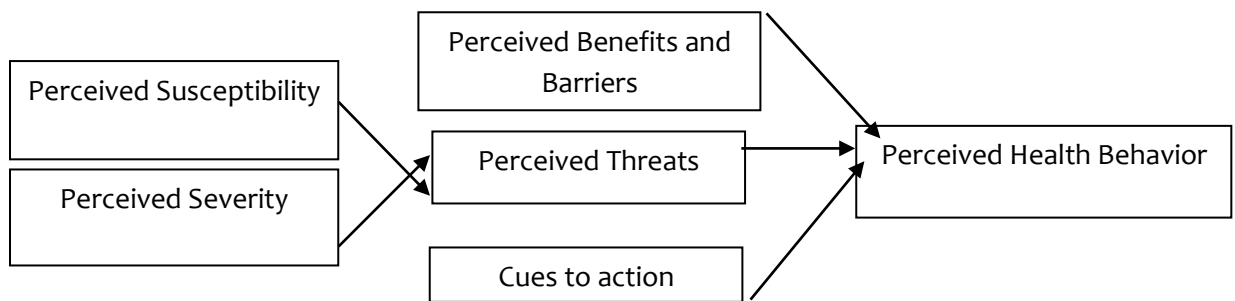 Perceived Susceptibility
Perceived Severity
Perceived Benefits and
Barriers
Perceived Threats
Cues to action
Perceived Health Behavior